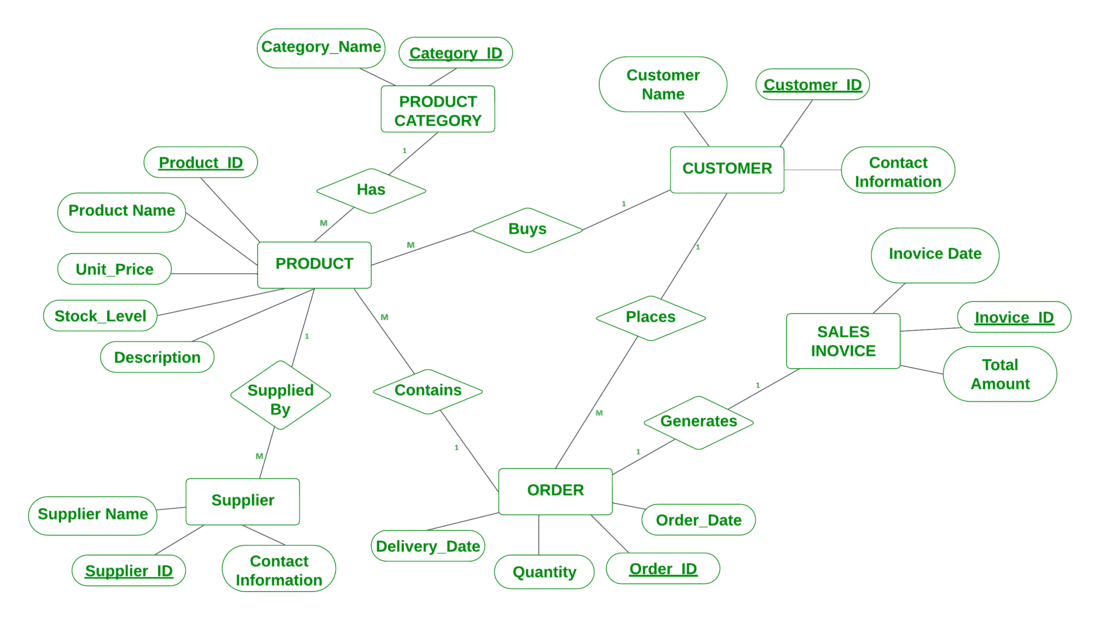 Category_Name
Category_ID
PRODUCT
CATEGORY
1
Has
M
Product_ID
Product Name
Unit_Price
Stock_Level
Description
PRODUCT
Customer
Name
Customer_ID
CUSTOMER
Contact
Information
M
Buys
1
1
Places
M
Inovice Date
Inovice_ID
SALES
INOVICE
Total
Amount
1
Generates
1
M
Contains
1
1
Supplied
By
M
Supplier
Supplier Name
Supplier_ID
Contact
Information
ORDER
Delivery_Date
Quantity
Order_ID
Order_Date